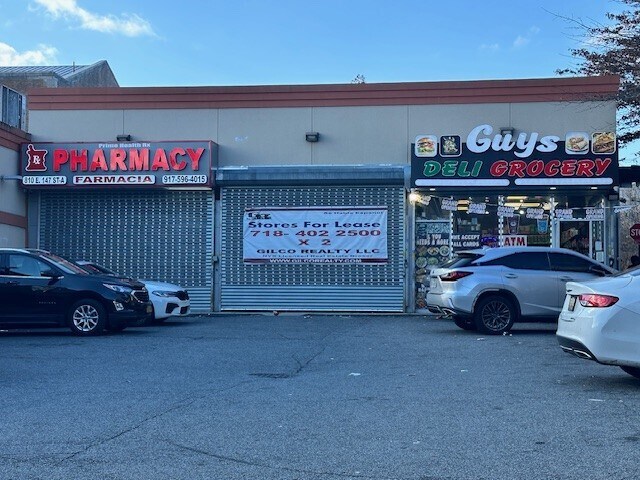 Prime Health Rx
PHARMACY
810 E. 147 ST-A
FARMACIA
917-596-4015
Stores For Lease
718- 402 2500
X 2
GILCO REALTY LLC
WWW.GILCOREALTY.COM
Guys
DELI GROCERY
ATM